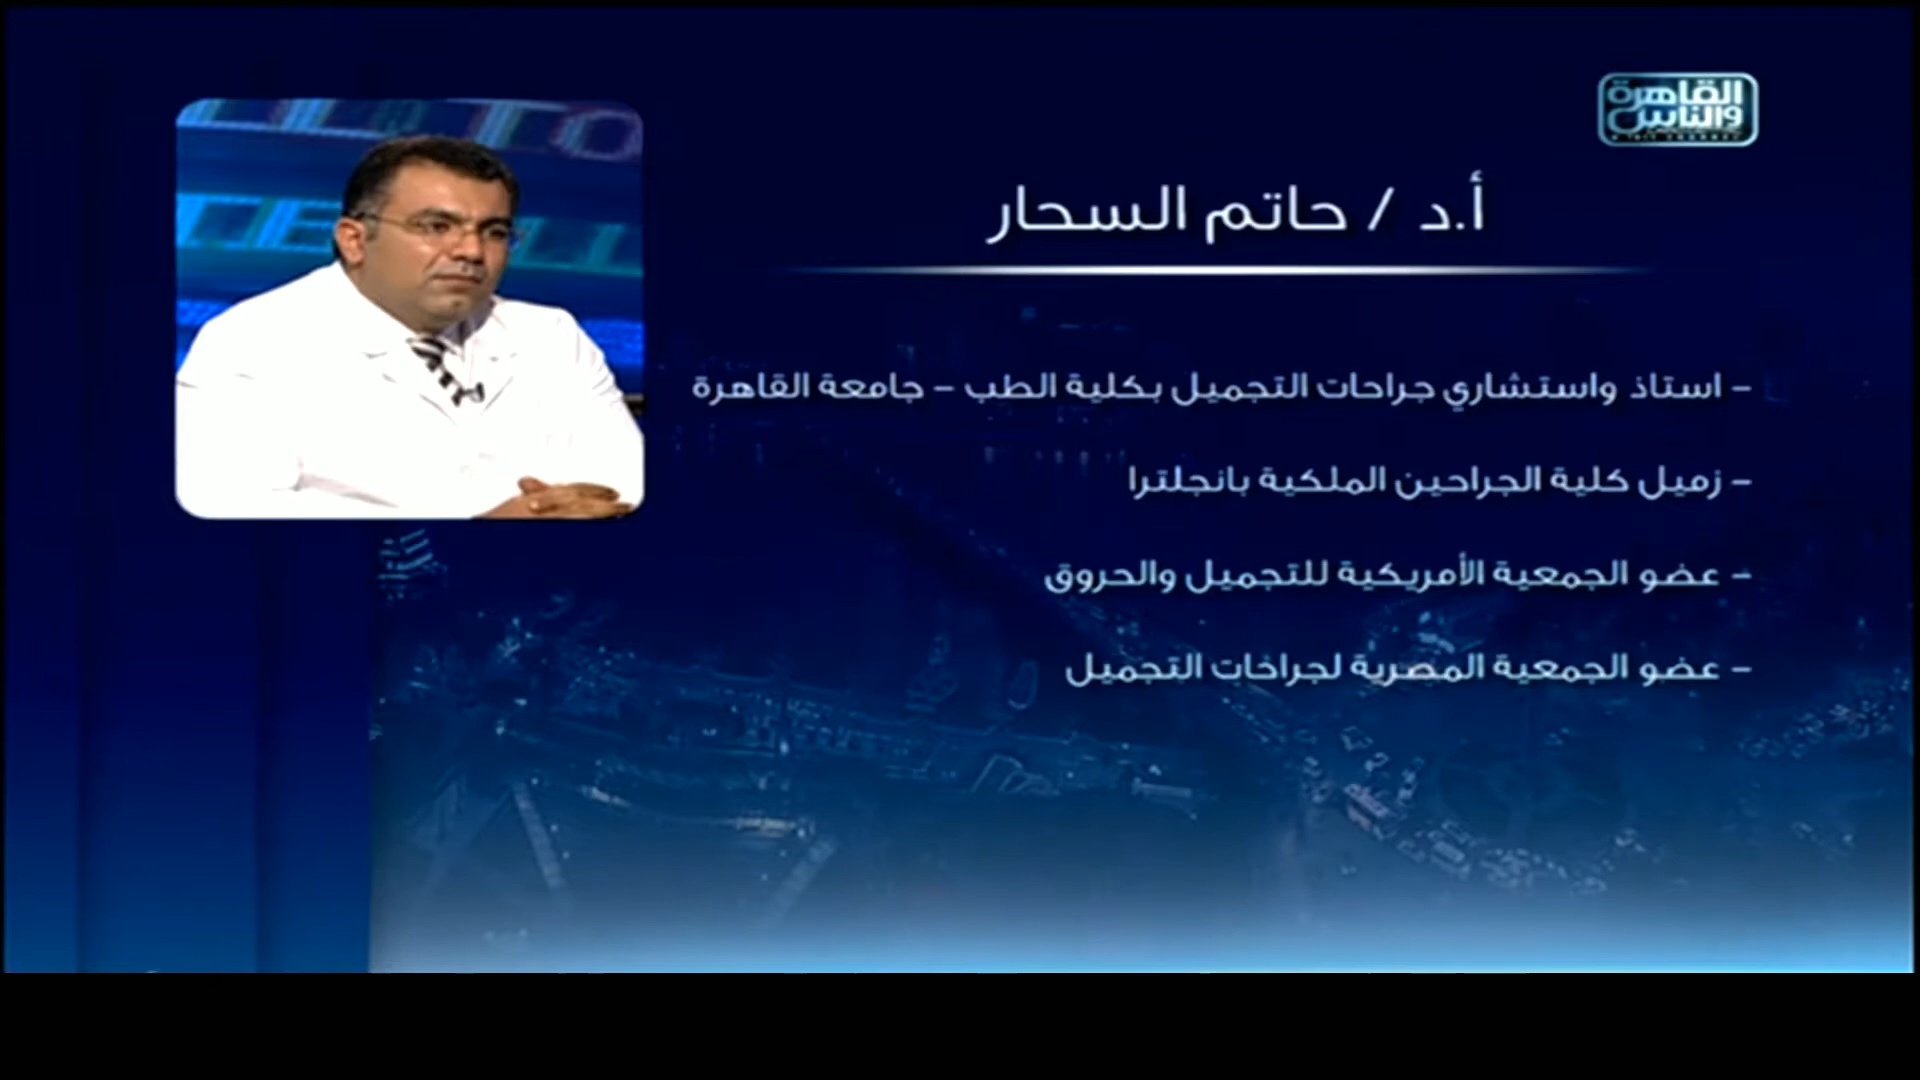 القاهرة
والناس
أ.د / حاتم السحار
- استاذ واستشاري جراحات التجميل بكلية الطب - جامعة القاهرة
- زميل كلية الجراحين الملكية بانجلترا
- عضو الجمعية الأمريكية للتجميل والحروق
- عضو الجمعية المصرية لجراحات التجميل